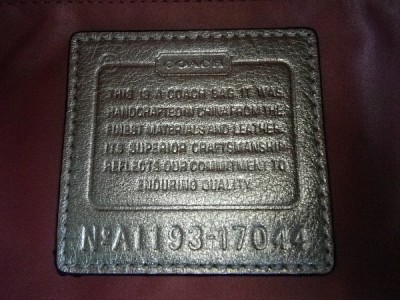 COACH
THIS IS A COACH BAG. IT WAS
HANDCRAFTED IN CHINA FROM THE
FINEST MATERIALS AND LEATHER.
ITS SUPERIOR CRAFTSMANSHIP
REFLECTS OUR COMMITMENT TO
ENDURING QUALITY.
Nº A1193-17044